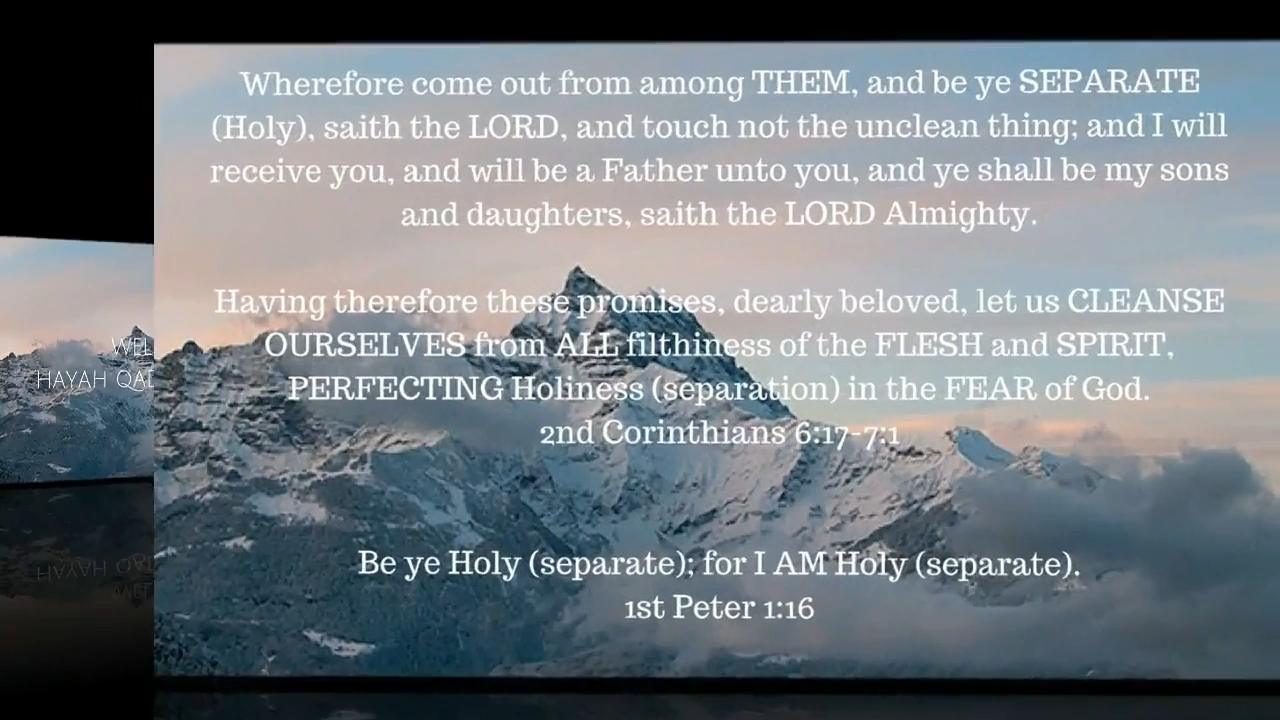 Wherefore come out from among THEM, and be ye SEPARATE
(Holy), saith the LORD, and touch not the unclean thing; and I will
receive you, and will be a Father unto you, and ye shall be my sons
and daughters, saith the LORD Almighty.
Having therefore these promises, dearly beloved, let us CLEANSE
OURSELVES from ALL filthiness of the FLESH and SPIRIT,
PERFECTING Holiness (separation) in the FEAR of God.
2nd Corinthians 6:17-7:1
Be ye Holy (separate); for I AM Holy (separate).
1st Peter 1:16
HAYAH